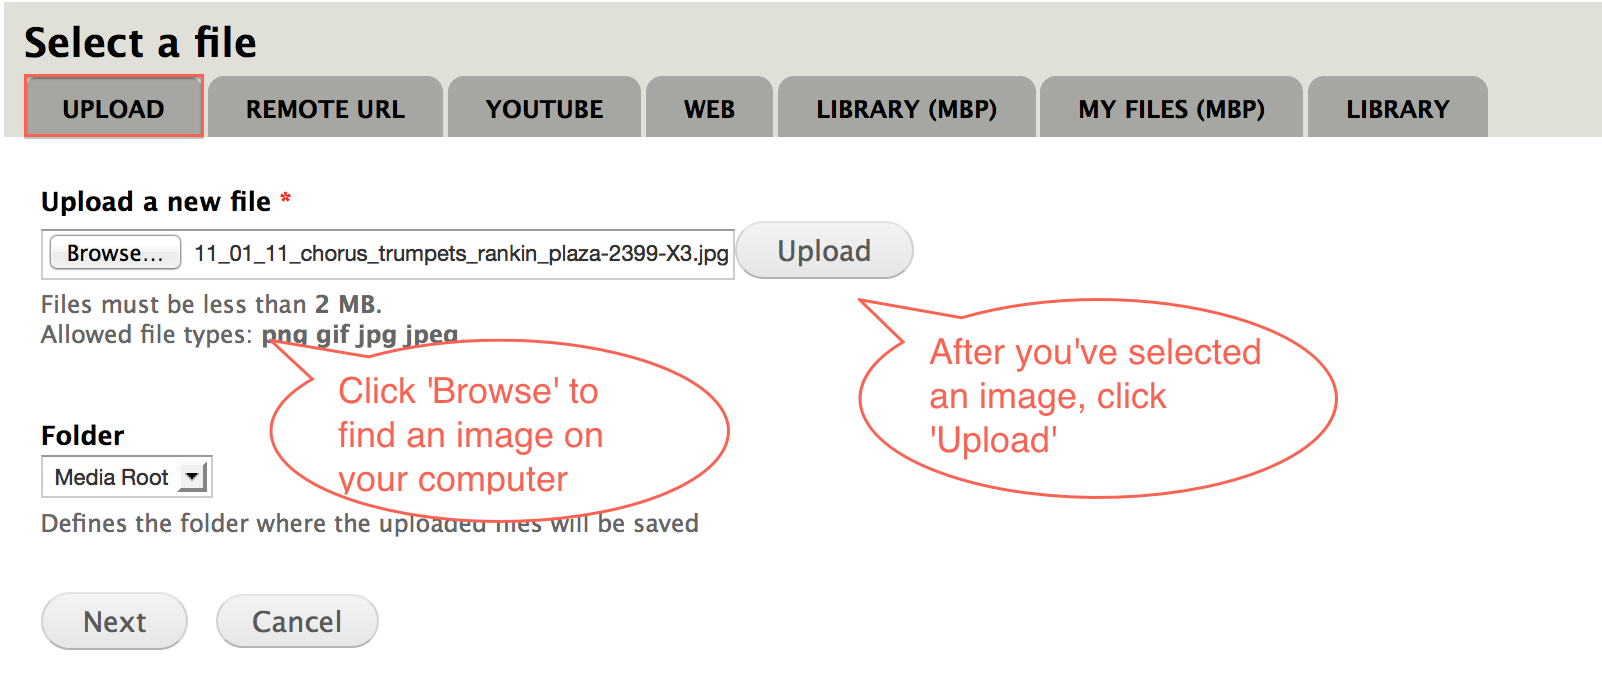 Select a file
UPLOAD REMOTE URL YOUTUBE WEB LIBRARY (MBP) MY FILES (MBP) LIBRARY
Upload a new file *
Browse... 11_01_11_chorus_trumpets_rankin_plaza-2399-X3.jpg Upload
Files must be less than 2 MB.
Allowed file types: png gif jpg jpeg.
Click 'Browse' to
find an image on
your computer
After you've selected
an image, click
'Upload'
Folder
Media Root
Defines the folder where the uploaded files will be saved
Next Cancel